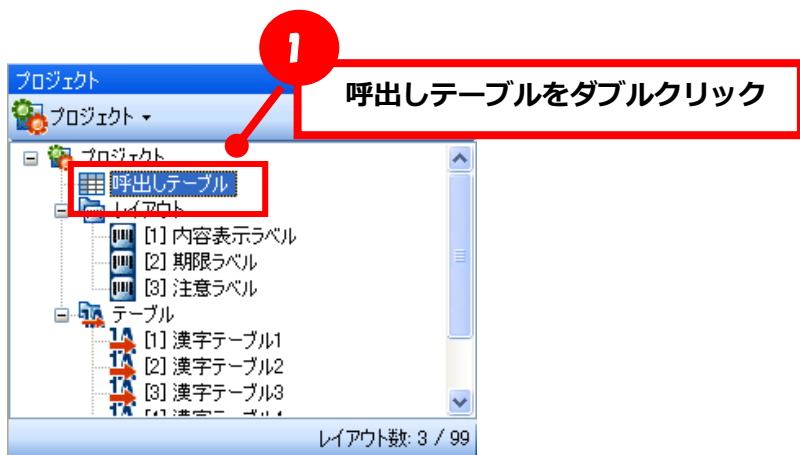 1
呼出しテーブルをダブルクリック
プロジェクト
プロジェクト
プロジェクト
呼出しテーブル
レイアウト
[1] 内容表示ラベル
[2] 期限ラベル
[3] 注意ラベル
テーブル
[1] 漢字テーブル1
[2] 漢字テーブル2
[3] 漢字テーブル3
レイアウト数: 3 / 99